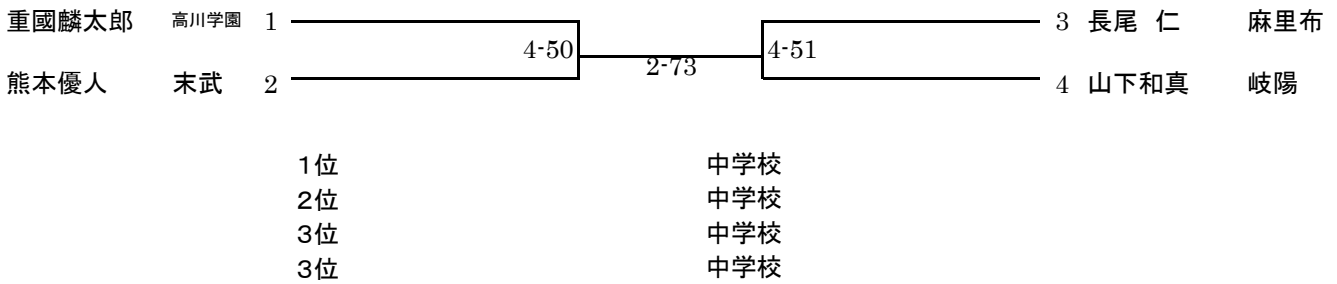 重國麟太郎 高川学園 1 3 長尾 仁 麻里布
4-50 2-73 4-51
熊本優人 末武 2 4 山下和真 岐陽
1位 中学校
2位 中学校
3位 中学校
3位 中学校